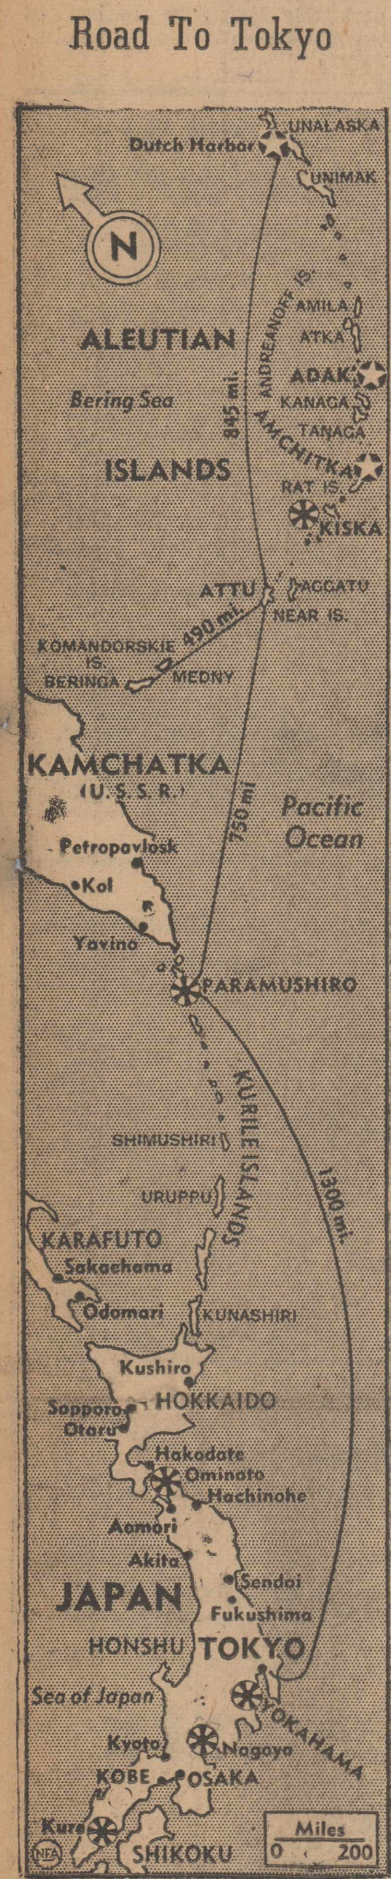 Road To Tokyo
UNALASKA
Dutch Harbor
UNIMAK
N
ANDREANOFF IS.
AMILA
ALEUTIAN
ATKA
ADAK
Bering Sea
KANAGA
845 mi.
TANAGA
AMCHITKA
ISLANDS
RAT IS.
KISKA
ATTU
AGGATU
NEAR IS.
490 mi.
KOMANDORSKIE
IS.
BERINGA
MEDNY
KAMCHATKA
(U.S.S.R.)
750 mi
Pacific
Ocean
Petropavlosk
Kol
Yavino
PARAMUSHIRO
KURILE ISLANDS
SHIMUSHIRI
1300 mi.
URUPPU
KARAFUTO
Sakaehama
Odomari
KUNASHIRI
Kushiro
HOKKAIDO
Sapporo
Otaru
Hakodate
Ominato
Hachinohe
Aomori
Akita
Sendai
JAPAN
Fukushima
HONSHU
TOKYO
Sea of Japan
YOKAHAMA
Kyoto
Nagoya
KOBE
OSAKA
Kure
Miles
0 200
NEA
SHIKOKU